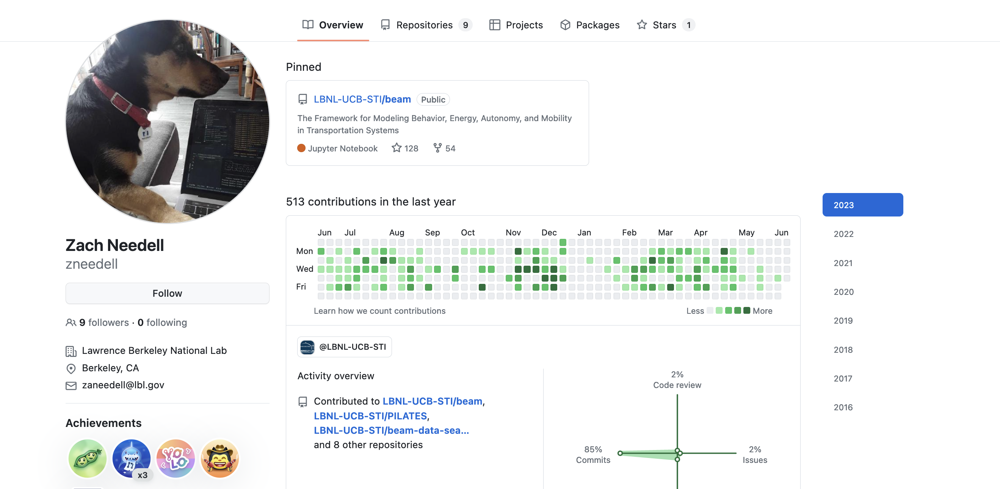 Overview
Repositories 9
Projects
Packages
Stars 1
Zach Needell
zneedell
Follow
9 followers · 0 following
Lawrence Berkeley National Lab
Berkeley, CA
zaneedell@lbl.gov
Achievements
YOLO
x3
Pinned
LBNL-UCB-STI/beam Public
The Framework for Modeling Behavior, Energy, Autonomy, and Mobility
in Transportation Systems
Jupyter Notebook 128 54
513 contributions in the last year
Jun Jul Aug Sep Oct Nov Dec Jan Feb Mar Apr May Jun
Mon
Wed
Fri
Learn how we count contributions
Less More
@LBNL-UCB-STI
Activity overview
Contributed to LBNL-UCB-STI/beam,
LBNL-UCB-STI/PILATES,
LBNL-UCB-STI/beam-data-sea...
and 8 other repositories
2%
Code review
85%
Commits
2%
Issues
2023
2022
2021
2020
2019
2018
2017
2016